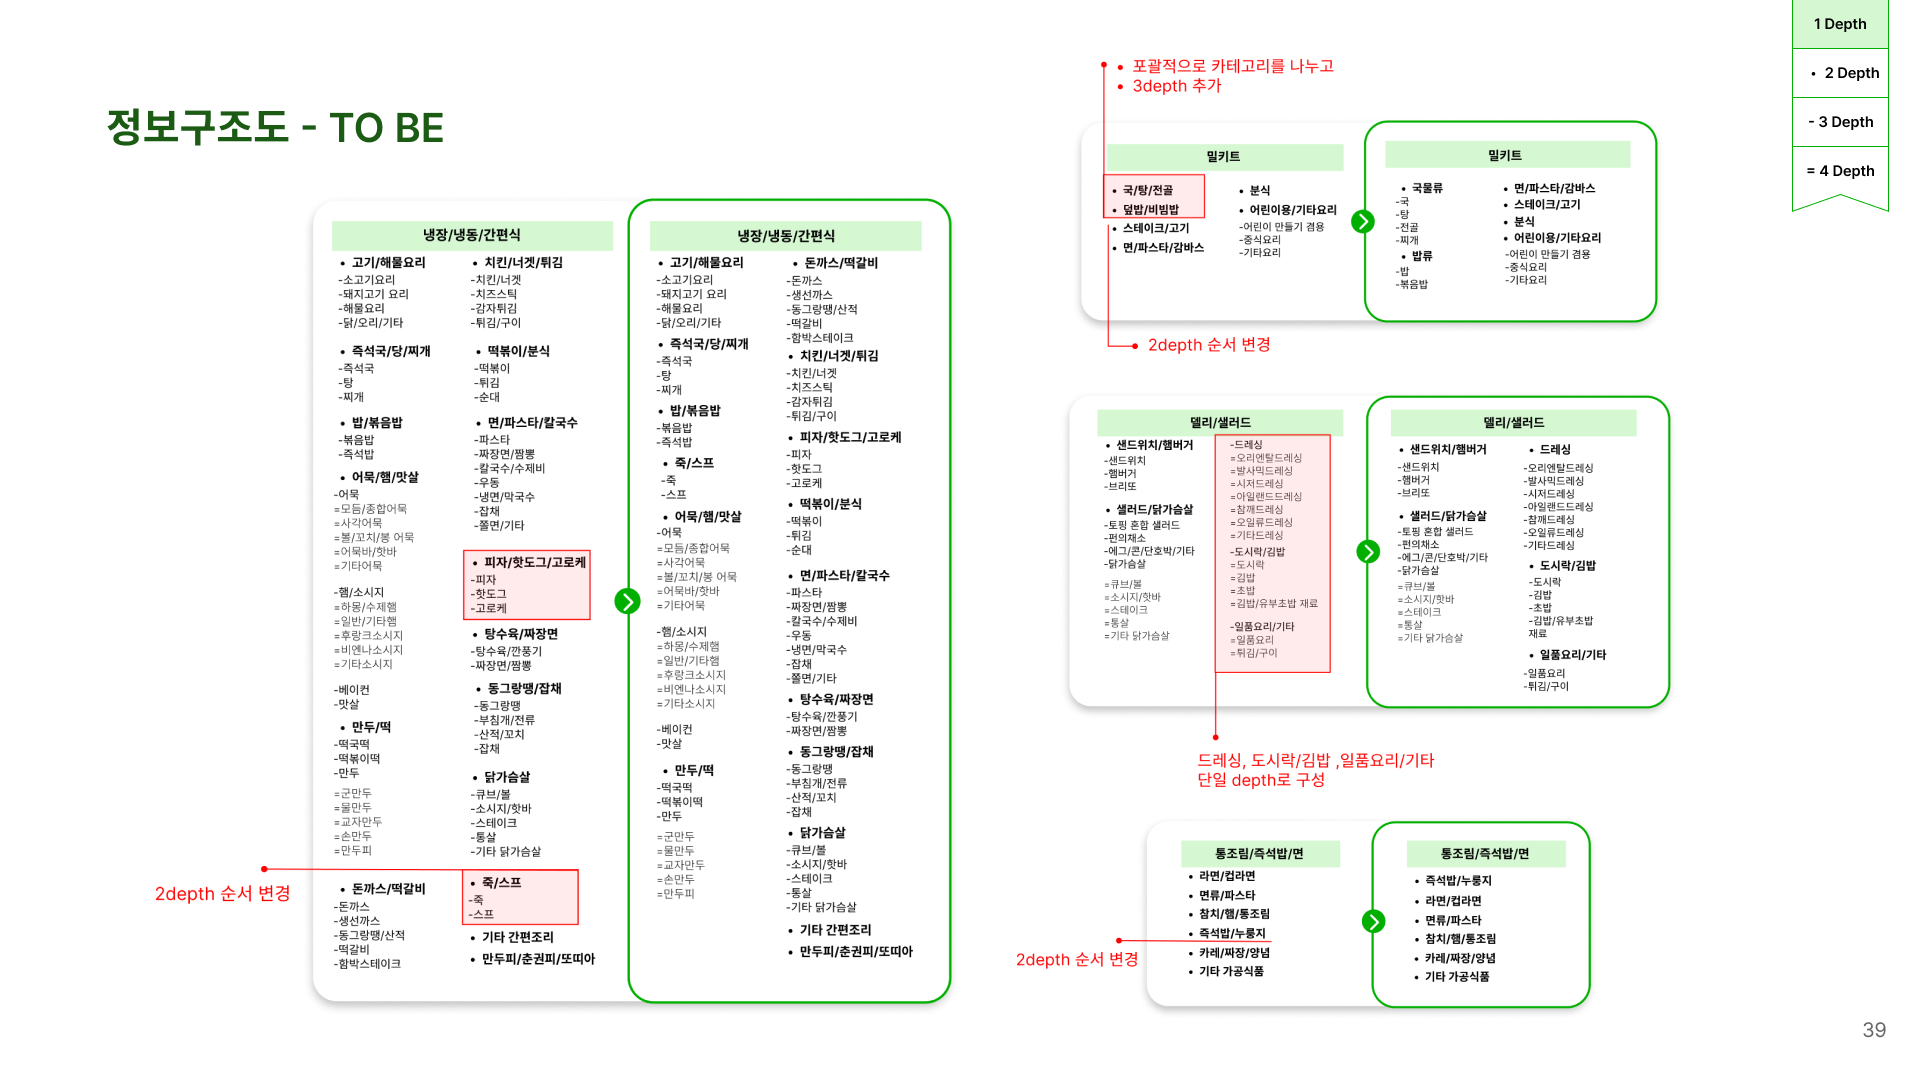 정보구조도 - TO BE
1 Depth
• 2 Depth
- 3 Depth
= 4 Depth
냉장/냉동/간편식
• 고기/해물요리
-소고기요리
-돼지고기 요리
-해물요리
-닭/오리/기타
• 즉석국/당/찌개
-즉석국
-탕
-찌개
• 밥/볶음밥
-볶음밥
-즉석밥
• 어묵/햄/맛살
-어묵
=모듬/종합어묵
=사각어묵
=볼/꼬치/봉 어묵
=어묵바/핫바
=기타어묵
-햄/소시지
=하몽/수제햄
=일반/기타햄
=후랑크소시지
=비엔나소시지
=기타소시지
-베이컨
-맛살
• 만두/떡
-떡국떡
-떡볶이떡
-만두
=군만두
=물만두
=교자만두
=손만두
=만두피
• 돈까스/떡갈비
-돈까스
-생선까스
-동그랑땡/산적
-떡갈비
-함박스테이크
• 치킨/너겟/튀김
-치킨/너겟
-치즈스틱
-감자튀김
-튀김/구이
• 떡볶이/분식
-떡볶이
-튀김
-순대
• 면/파스타/칼국수
-파스타
-짜장면/짬뽕
-칼국수/수제비
-우동
-냉면/막국수
-잡채
-쫄면/기타
• 피자/핫도그/고로케
-피자
-핫도그
-고로케
• 탕수육/짜장면
-탕수육/깐풍기
-짜장면/짬뽕
• 동그랑땡/잡채
-동그랑땡
-부침개/전류
-산적/꼬치
-잡채
• 닭가슴살
-큐브/볼
-소시지/핫바
-스테이크
-통살
-기타 닭가슴살
• 죽/스프
-죽
-스프
• 기타 간편조리
• 만두피/춘권피/또띠아
2depth 순서 변경
냉장/냉동/간편식
• 고기/해물요리
-소고기요리
-돼지고기 요리
-해물요리
-닭/오리/기타
• 즉석국/당/찌개
-즉석국
-탕
-찌개
• 밥/볶음밥
-볶음밥
-즉석밥
• 죽/스프
-죽
-스프
• 어묵/햄/맛살
-어묵
=모듬/종합어묵
=사각어묵
=볼/꼬치/봉 어묵
=어묵바/핫바
=기타어묵
-햄/소시지
=하몽/수제햄
=일반/기타햄
=후랑크소시지
=비엔나소시지
=기타소시지
-베이컨
-맛살
• 만두/떡
-떡국떡
-떡볶이떡
-만두
=군만두
=물만두
=교자만두
=손만두
=만두피
• 돈까스/떡갈비
-돈까스
-생선까스
-동그랑땡/산적
-떡갈비
-함박스테이크
• 치킨/너겟/튀김
-치킨/너겟
-치즈스틱
-감자튀김
-튀김/구이
• 피자/핫도그/고로케
-피자
-핫도그
-고로케
• 떡볶이/분식
-떡볶이
-튀김
-순대
• 면/파스타/칼국수
-파스타
-짜장면/짬뽕
-칼국수/수제비
-우동
-냉면/막국수
-잡채
-쫄면/기타
• 탕수육/짜장면
-탕수육/깐풍기
-짜장면/짬뽕
• 동그랑땡/잡채
-동그랑땡
-부침개/전류
-산적/꼬치
-잡채
• 닭가슴살
-큐브/볼
-소시지/핫바
-스테이크
-통살
-기타 닭가슴살
• 기타 간편조리
• 만두피/춘권피/또띠아
• 포괄적으로 카테고리를 나누고
• 3depth 추가
밀키트
• 국/탕/전골
• 덮밥/비빔밥
• 스테이크/고기
• 면/파스타/감바스
• 분식
• 어린이용/기타요리
-어린이 만들기 겸용
-중식요리
-기타요리
밀키트
• 국물류
-국
-탕
-전골
-찌개
• 밥류
-밥
-볶음밥
• 면/파스타/감바스
• 스테이크/고기
• 분식
• 어린이용/기타요리
-어린이 만들기 겸용
-중식요리
-기타요리
2depth 순서 변경
델리/샐러드
• 샌드위치/햄버거
-샌드위치
-햄버거
-브리또
• 샐러드/닭가슴살
-토핑 혼합 샐러드
-편의채소
-에그/콘/단호박/기타
-닭가슴살
=큐브/볼
=소시지/핫바
=스테이크
=통살
=기타 닭가슴살
-드레싱
=오리엔탈드레싱
=발사믹드레싱
=시저드레싱
=아일랜드드레싱
=참깨드레싱
=오일류드레싱
=기타드레싱
-도시락/김밥
=도시락
=김밥
=초밥
=김밥/유부초밥 재료
-일품요리/기타
=일품요리
=튀김/구이
델리/샐러드
• 샌드위치/햄버거
-샌드위치
-햄버거
-브리또
• 샐러드/닭가슴살
-토핑 혼합 샐러드
-편의채소
-에그/콘/단호박/기타
-닭가슴살
=큐브/볼
=소시지/핫바
=스테이크
=통살
=기타 닭가슴살
• 드레싱
-오리엔탈드레싱
-발사믹드레싱
-시저드레싱
-아일랜드드레싱
-참깨드레싱
-오일류드레싱
-기타드레싱
• 도시락/김밥
-도시락
-김밥
-초밥
-김밥/유부초밥
재료
• 일품요리/기타
-일품요리
-튀김/구이
드레싱, 도시락/김밥 ,일품요리/기타
단일 depth로 구성
통조림/즉석밥/면
• 라면/컵라면
• 면류/파스타
• 참치/햄/통조림
• 즉석밥/누룽지
• 카레/짜장/양념
• 기타 가공식품
2depth 순서 변경
통조림/즉석밥/면
• 즉석밥/누룽지
• 라면/컵라면
• 면류/파스타
• 참치/햄/통조림
• 카레/짜장/양념
• 기타 가공식품
39